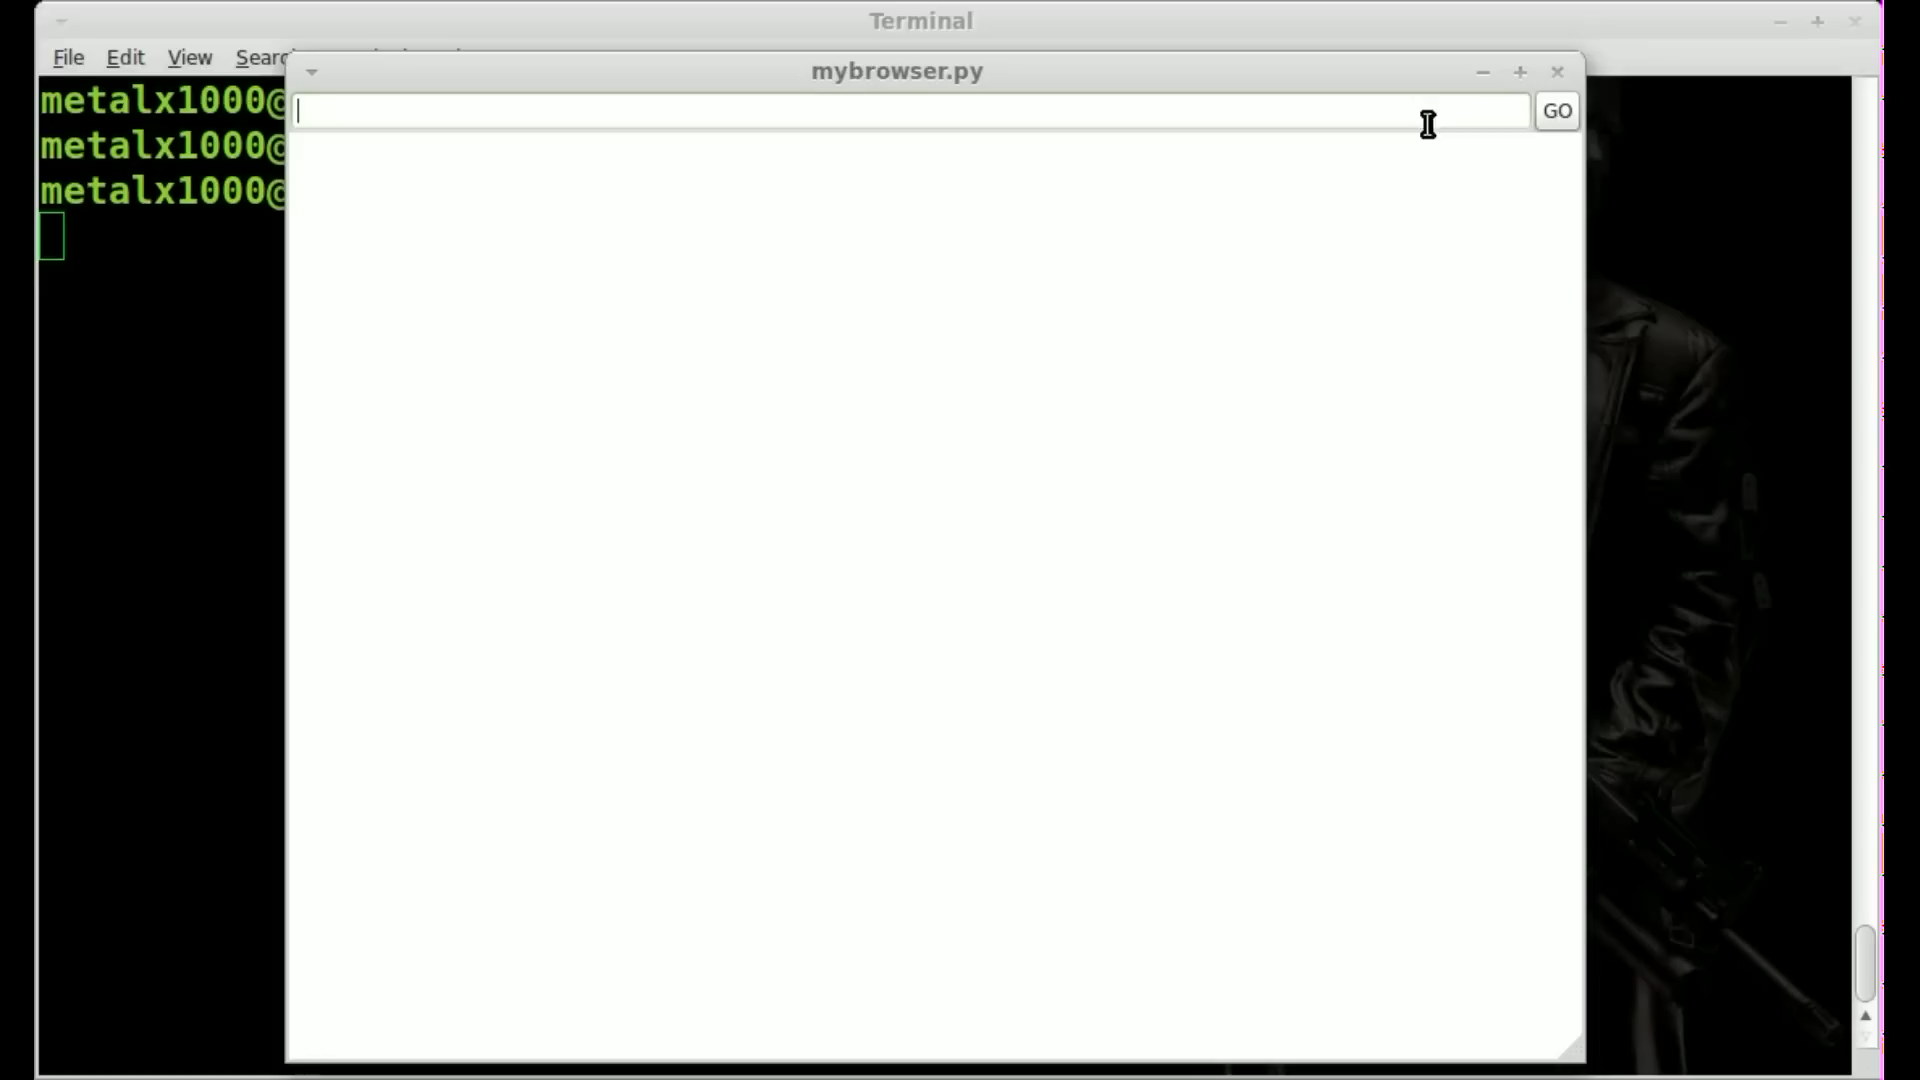 Terminal
File Edit View
mybrowser.py
GO
metalx1000@
metalx1000@
metalx1000@